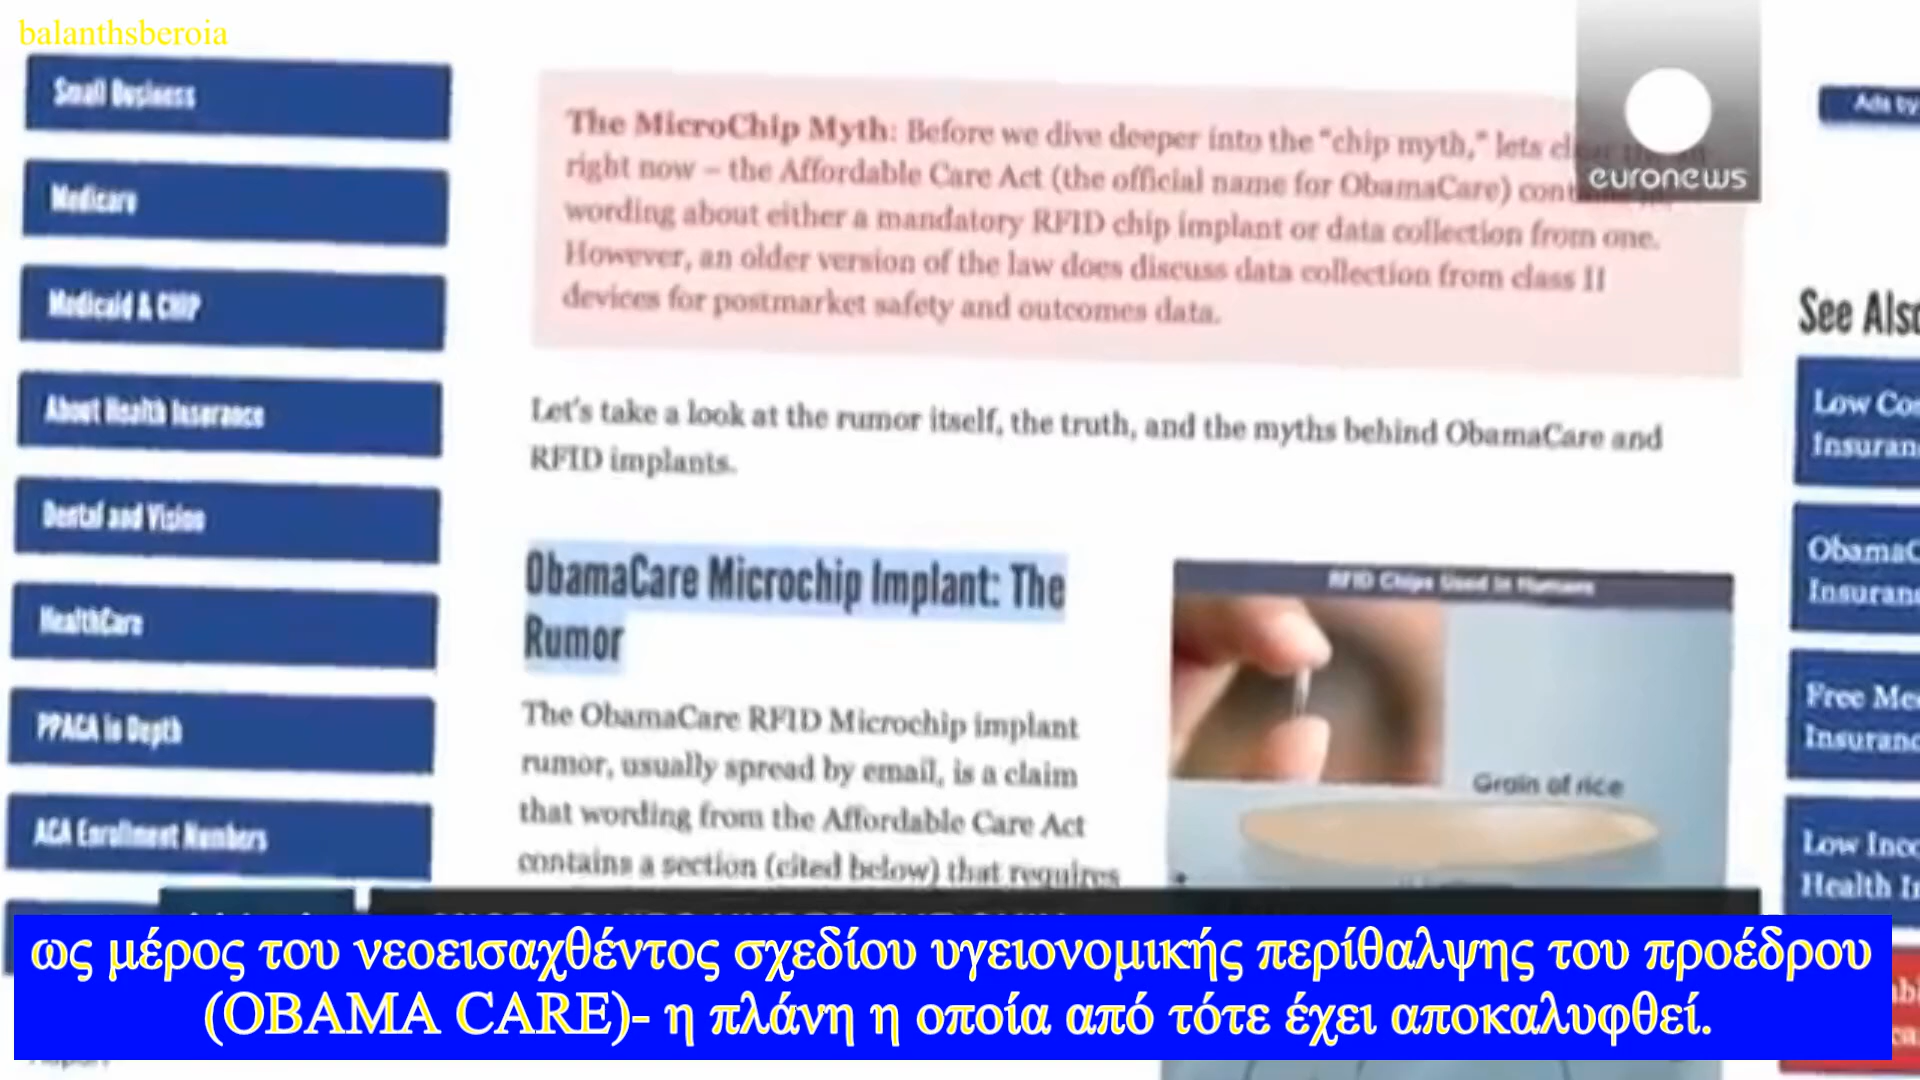 balanthsberoia
Small Business
Medicare
Medicaid & CHIP
About Health Insurance
Dental and Vision
HealthCare
PPACA in Depth
ACA Enrollment Numbers
The MicroChip Myth: Before we dive deeper into the "chip myth," lets
right now – the Affordable Care Act (the official name for ObamaCare)
wording about either a mandatory RFID chip implant or data collection from one.
However, an older version of the law does discuss data collection from class II
devices for postmarket safety and outcomes data.
euronews
Let's take a look at the rumor itself, the truth, and the myths behind ObamaCare and
RFID implants.
ObamaCare Microchip Implant: The
Rumor
The ObamaCare RFID Microchip implant
rumor, usually spread by email, is a claim
that wording from the Affordable Care Act
contains a section (cited below) that requires
RFID Chips Used in Humans
Grain of rice
Ads by
See Also
Low
Insuran
Insuran
Free
Insuran
Low
Health
ως μέρος του νεοεισαχθέντος σχεδίου υγειονομικής περίθαλψης του προέδρου
(OBAMA CARE)- η πλάνη η οποία από τότε έχει αποκαλυφθεί.